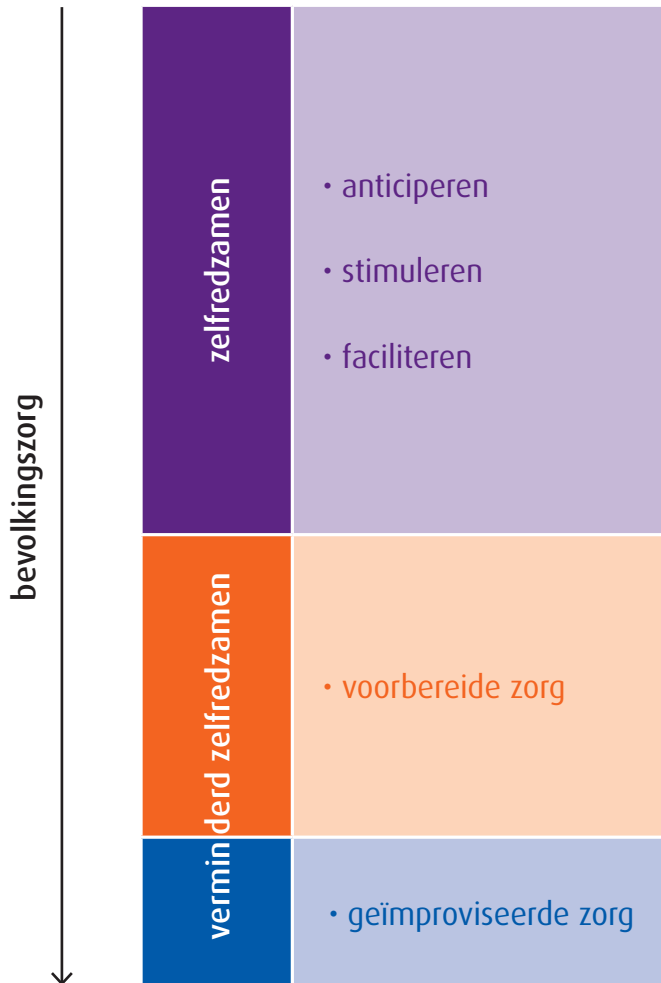 bevolkingszorg
zelfredzamen
• anticiperen
• stimuleren
• faciliteren
verminderd zelfredzamen
• voorbereide zorg
• geïmproviseerde zorg